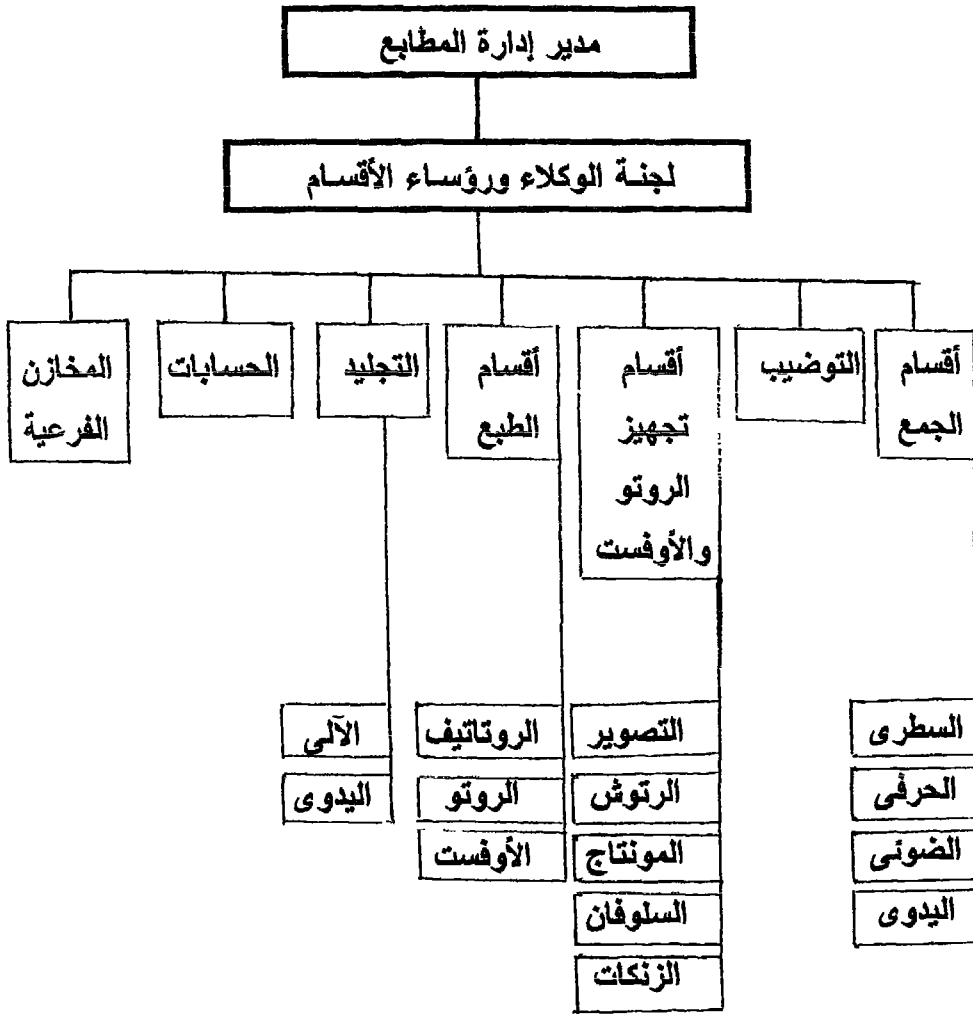 مدير إدارة المطابع
لجنة الوكلاء ورؤساء الأقسام
أقسام
الجمع
التوضيب
أقسام
تجهيز
الروتو
والأوفست
أقسام
الطبع
التجليد
الحسابات
المخازن
الفرعية
السطرى
الحرفى
الضوئى
اليدوى
التصوير
الرتوش
المونتاج
السلوفان
الزنكات
الروتاتيف
الروتو
الأوفست
الآلى
اليدوى